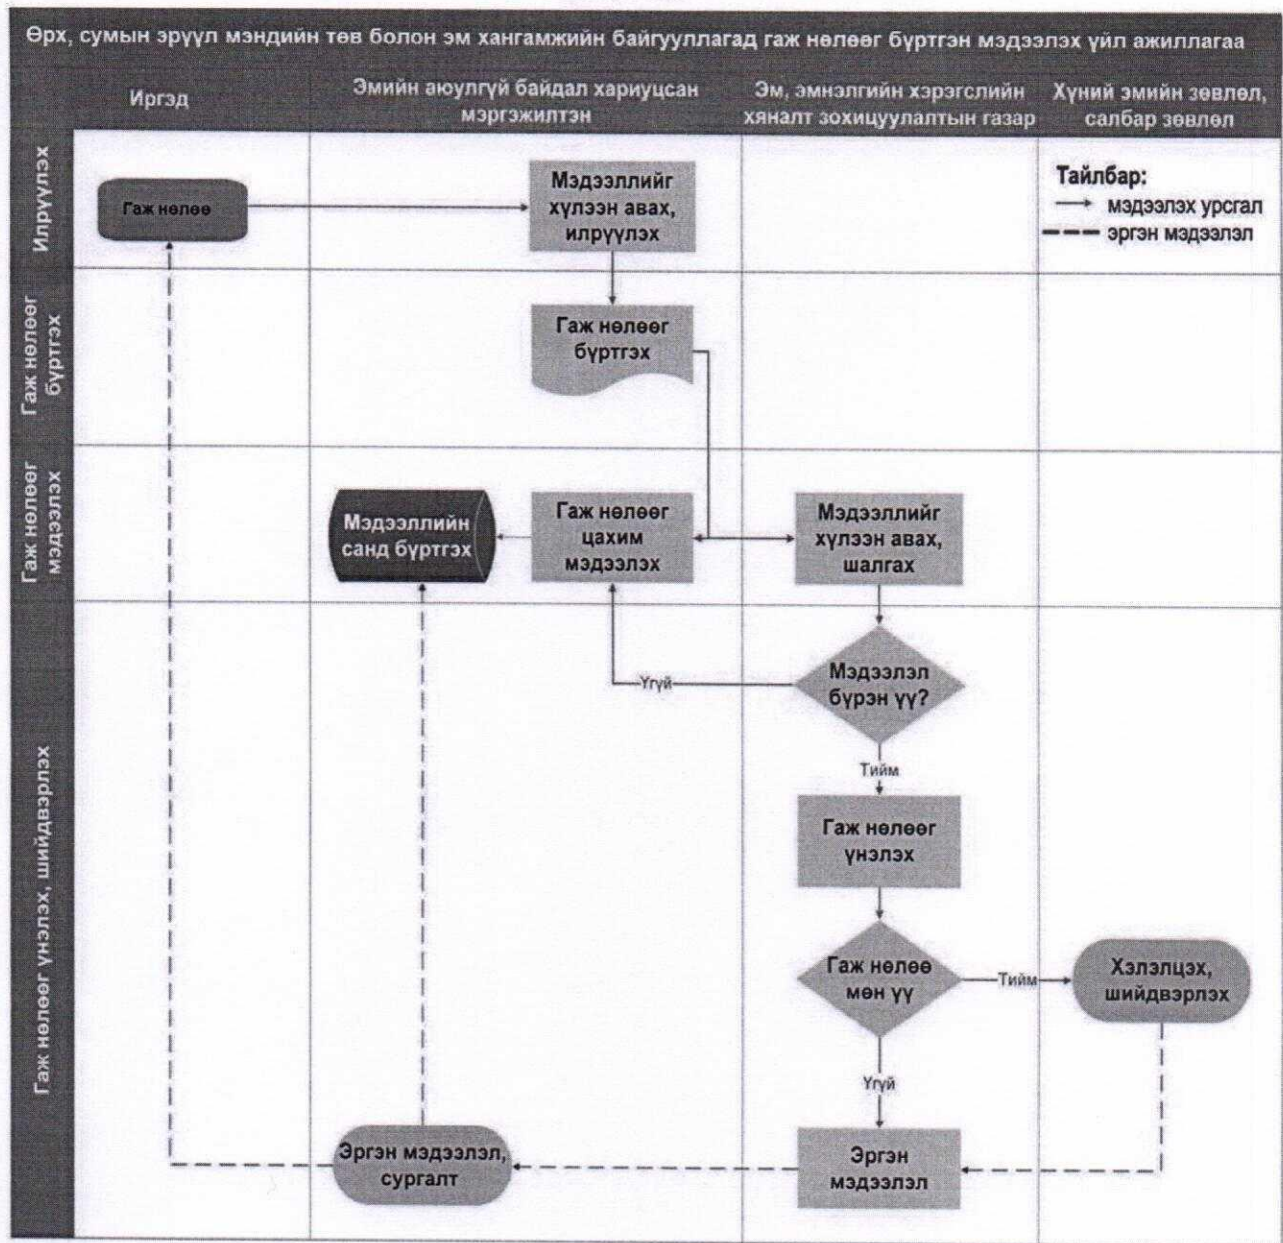 Өрх, сумын эрүүл мэндийн төв болон эм хангамжийн байгууллагад гаж нөлөөг бүртгэн мэдээлэх үйл ажиллагаа
Иргэд
Эмийн аюулгүй байдал хариуцсан
мэргэжилтэн
Эм, эмнэлгийн хэрэгслийн
хяналт зохицуулалтын газар
Хүний эмийн зөвлөл,
салбар зөвлөл
Илрүүлэх
Гаж нөлөө
Мэдээллийг
хүлээн авах,
илрүүлэх
Тайлбар:
мэдээлэх урсгал
эргэн мэдээлэл
Гаж нөлөөг
бүртгэх
Гаж нөлөөг
бүртгэх
Гаж нөлөөг
мэдээлэх
Мэдээллийн
санд бүртгэх
Гаж нөлөөг
цахим
мэдээлэх
Мэдээллийг
хүлээн авах,
шалгах
Гаж нөлөөг үнэлэх, шийдвэрлэх
Мэдээлэл
бүрэн үү?
Үгүй
Тийм
Гаж нөлөөг
үнэлэх
Гаж нөлөө
мөн үү
Тийм
Хэлэлцэх,
шийдвэрлэх
Үгүй
Эргэн мэдээлэл,
сургалт
Эргэн
мэдээлэл